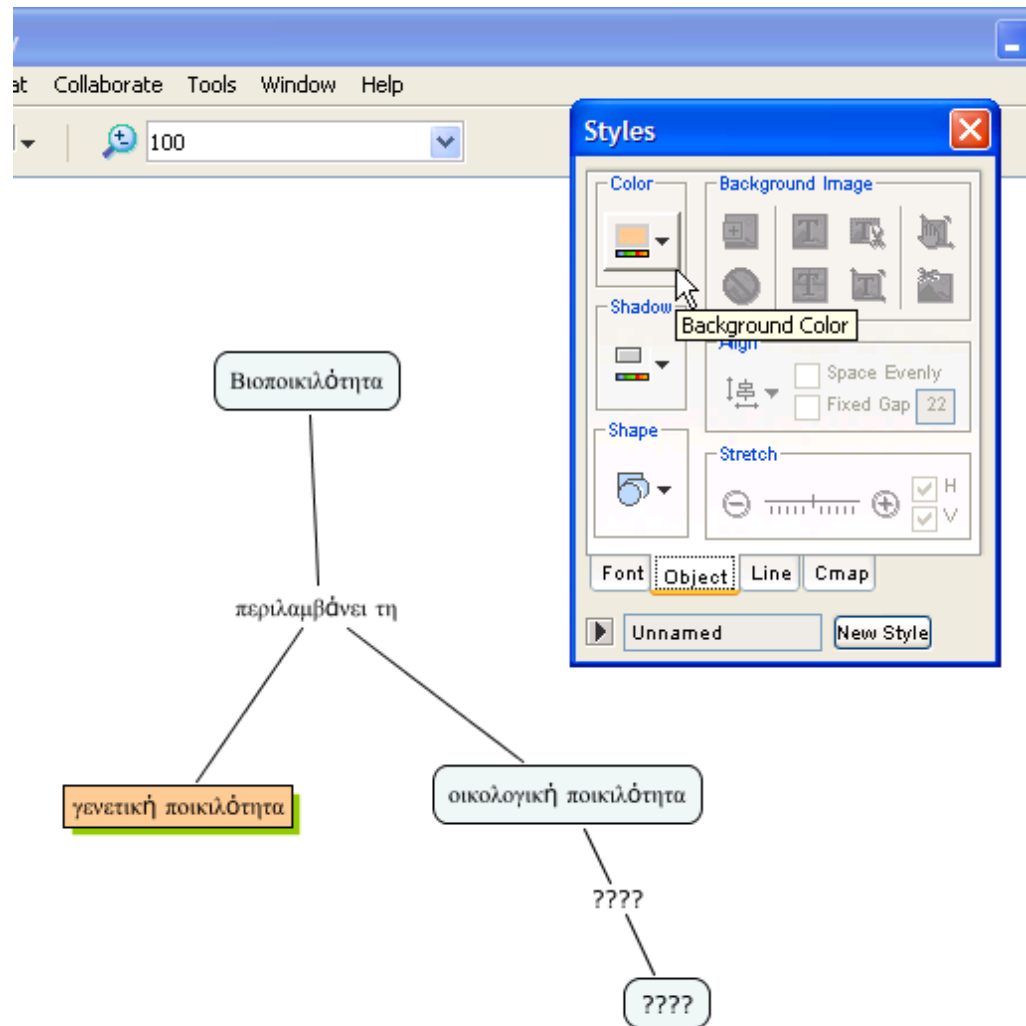 Collaborate Tools Window Help
100
Styles
Color
Background Image
Shadow
Background Color
Align
Space Evenly
Fixed Gap 22
Shape
Stretch
H
V
Font Object Line Cmap
Unnamed New Style
Βιοποικιλότητα
περιλαμβάνει τη
γενετική ποικιλότητα
οικολογική ποικιλότητα
????
????